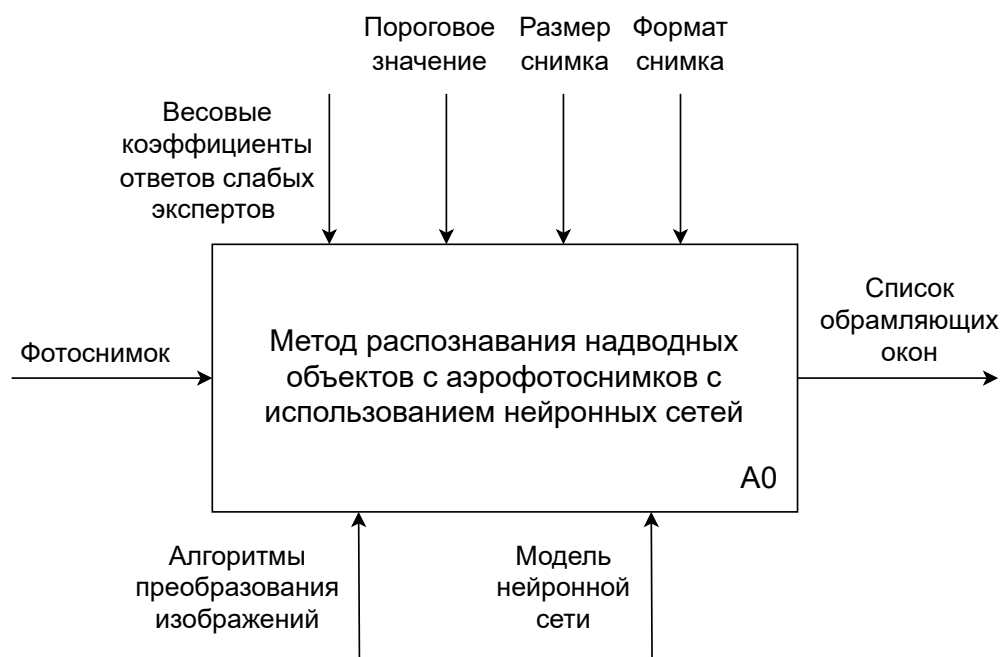 Пороговое
значение
Размер
снимка
Формат
снимка
Весовые
коэффициенты
ответов слабых
экспертов
Фотоснимок
Метод распознавания надводных
объектов с аэрофотоснимков с
использованием нейронных сетей
A0
Список
обрамляющих
окон
Алгоритмы
преобразования
изображений
Модель
нейронной
сети